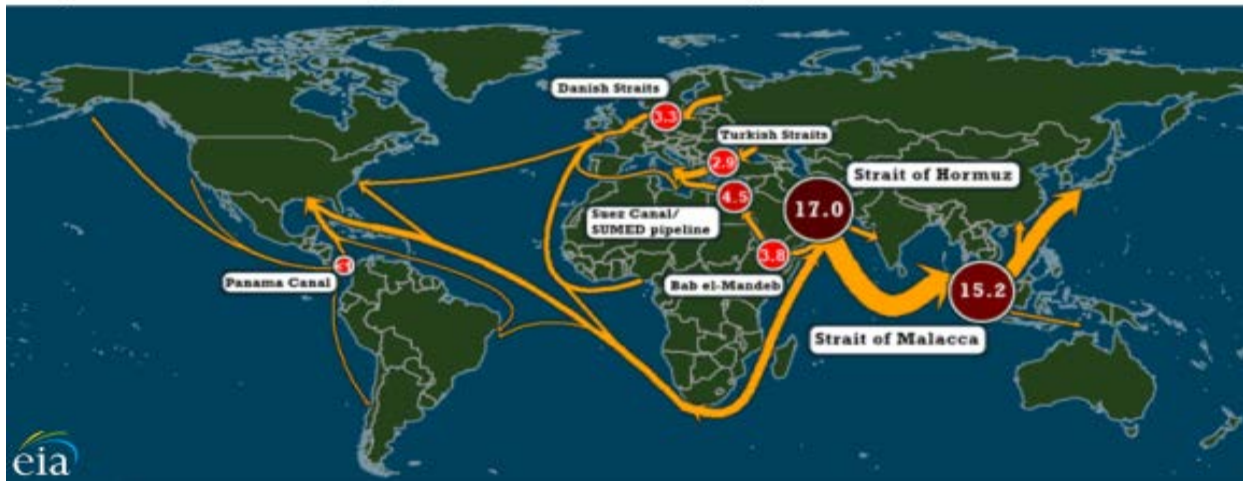 Danish Straits
3.3
Turkish Straits
2.9
Strait of Hormuz
17.0
4.5
Suez Canal/
SUMED pipeline
3.8
Panama Canal
Bab el-Mandeb
15.2
Strait of Malacca
eia